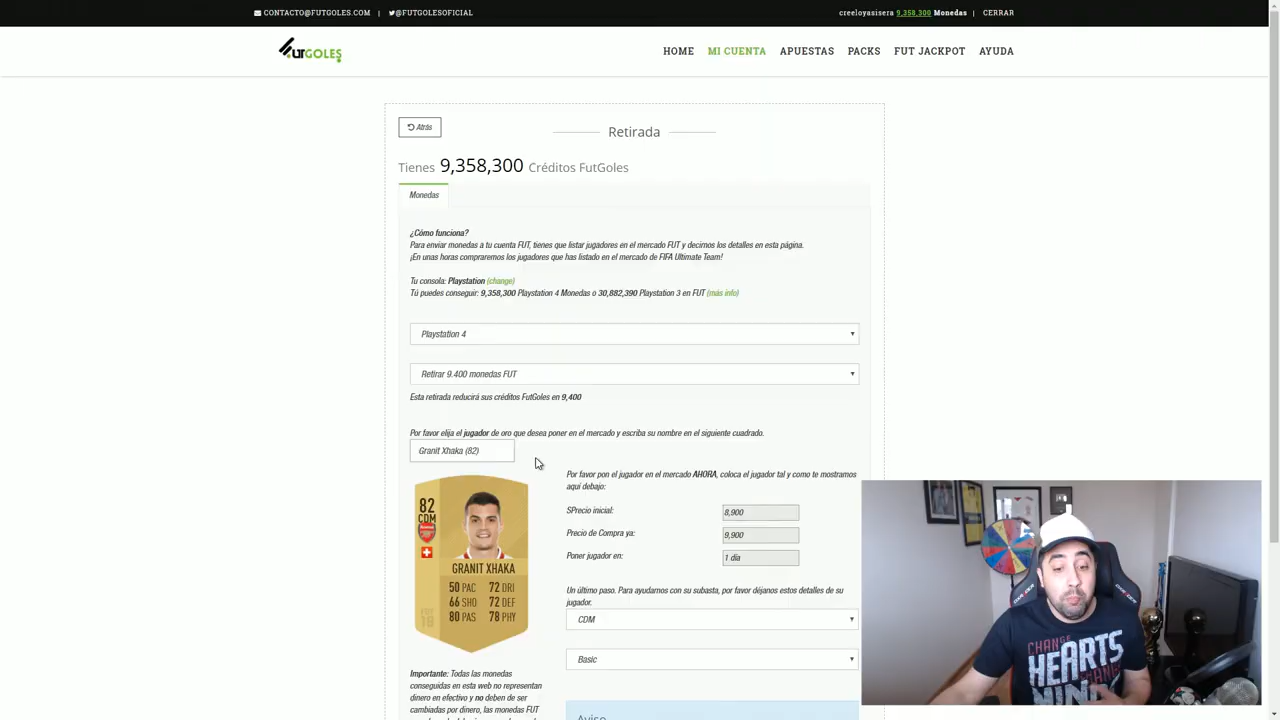 CONTACTO@FUTGOLES.COM | @FUTGOLESOFICIAL
creeloyasisera 9,358,300 Monedas | CERRAR
FUTGOLES
HOME MI CUENTA APUESTAS PACKS FUT JACKPOT AYUDA
Atrás
Retirada
Tienes 9,358,300 Créditos FutGoles
Monedas
¿Cómo funciona?
Para enviar monedas a tu cuenta FUT, tienes que listar jugadores en el mercado FUT y decirnos los detalles en esta página.
¡En unas horas compraremos los jugadores que has listado en el mercado de FIFA Ultimate Team!
Tu consola: Playstation (change)
Tú puedes conseguir: 9,358,300 Playstation 4 Monedas o 30,882,390 Playstation 3 en FUT (más info)
Playstation 4
Retirar 9.400 monedas FUT
Esta retirada reducirá sus créditos FutGoles en 9,400
Por favor elija el jugador de oro que desea poner en el mercado y escriba su nombre en el siguiente cuadrado.
Granit Xhaka (82)
82
CDM
GRANIT XHAKA
50 PAC 72 DRI
66 SHO 72 DEF
80 PAS 78 PHY
Por favor pon el jugador en el mercado AHORA, coloca el jugador tal y como te mostramos
aquí debajo:
SPrecio inicial: 8,900
Precio de Compra ya: 9,900
Poner jugador en: 1 día
Un último paso. Para ayudarnos con su subasta, por favor déjanos estos detalles de su
jugador.
CDM
Basic
Importante: Todas las monedas
conseguidas en esta web no representan
dinero en efectivo y no deben de ser
cambiadas por dinero, las monedas FUT
Aviso
CHANGE
HEARTS
MIND